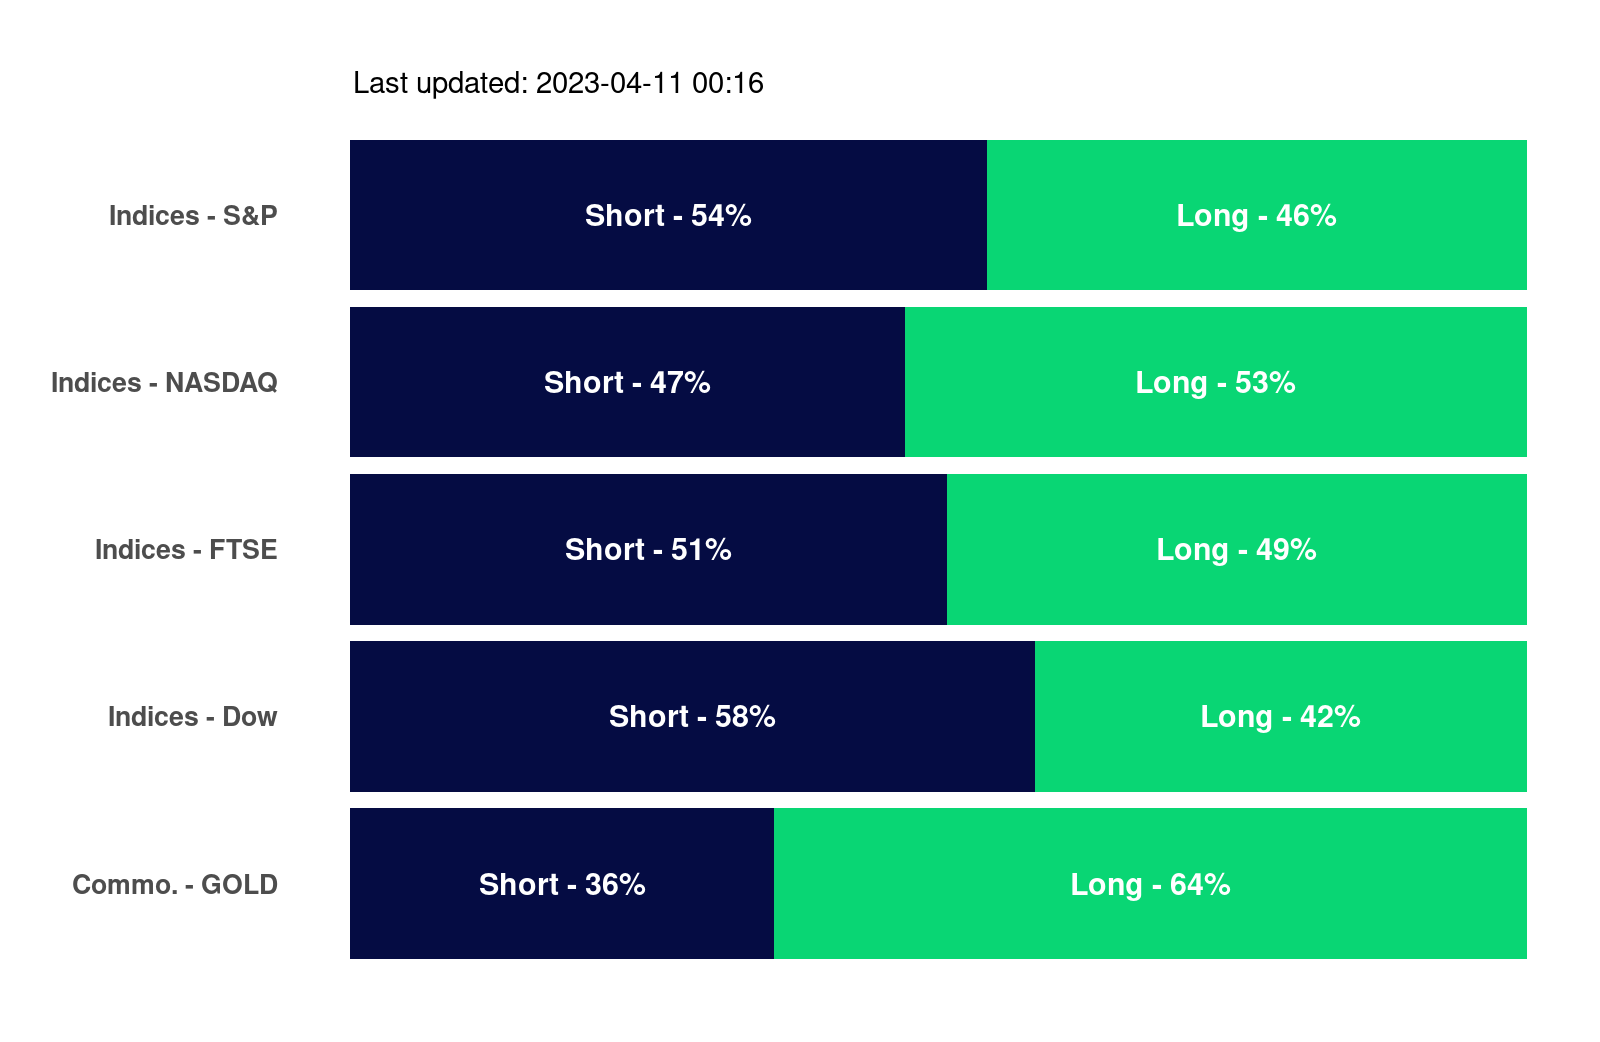 Last updated: 2023-04-11 00:16
Indices - S&P Short - 54% Long - 46%
Indices - NASDAQ Short - 47% Long - 53%
Indices - FTSE Short - 51% Long - 49%
Indices - Dow Short - 58% Long - 42%
Commo. - GOLD Short - 36% Long - 64%